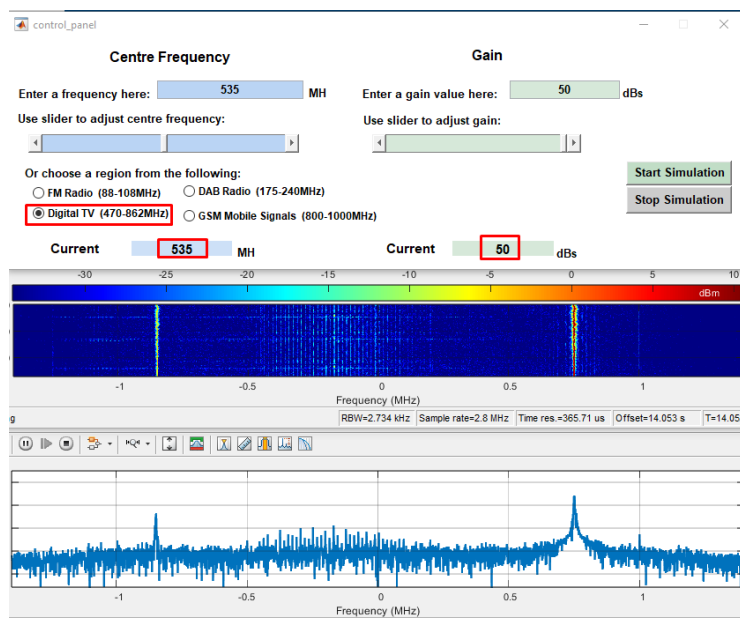 control_panel
Centre Frequency Gain
Enter a frequency here: 535 MH Enter a gain value here: 50 dBs
Use slider to adjust centre frequency: Use slider to adjust gain:
Or choose a region from the following:
FM Radio (88-108MHz) DAB Radio (175-240MHz)
Digital TV (470-862MHz) GSM Mobile Signals (800-1000MHz)
Start Simulation
Stop Simulation
Current 535 MH Current 50 dBs
-30 -25 -20 -15 -10 -5 0 5 10
dBm
-1 -0.5 0 0.5 1
Frequency (MHz)
g RBW=2.734 kHz Sample rate=2.8 MHz Time res.=365.71 us Offset=14.053 s T=14.05
-1 -0.5 0 0.5 1
Frequency (MHz)